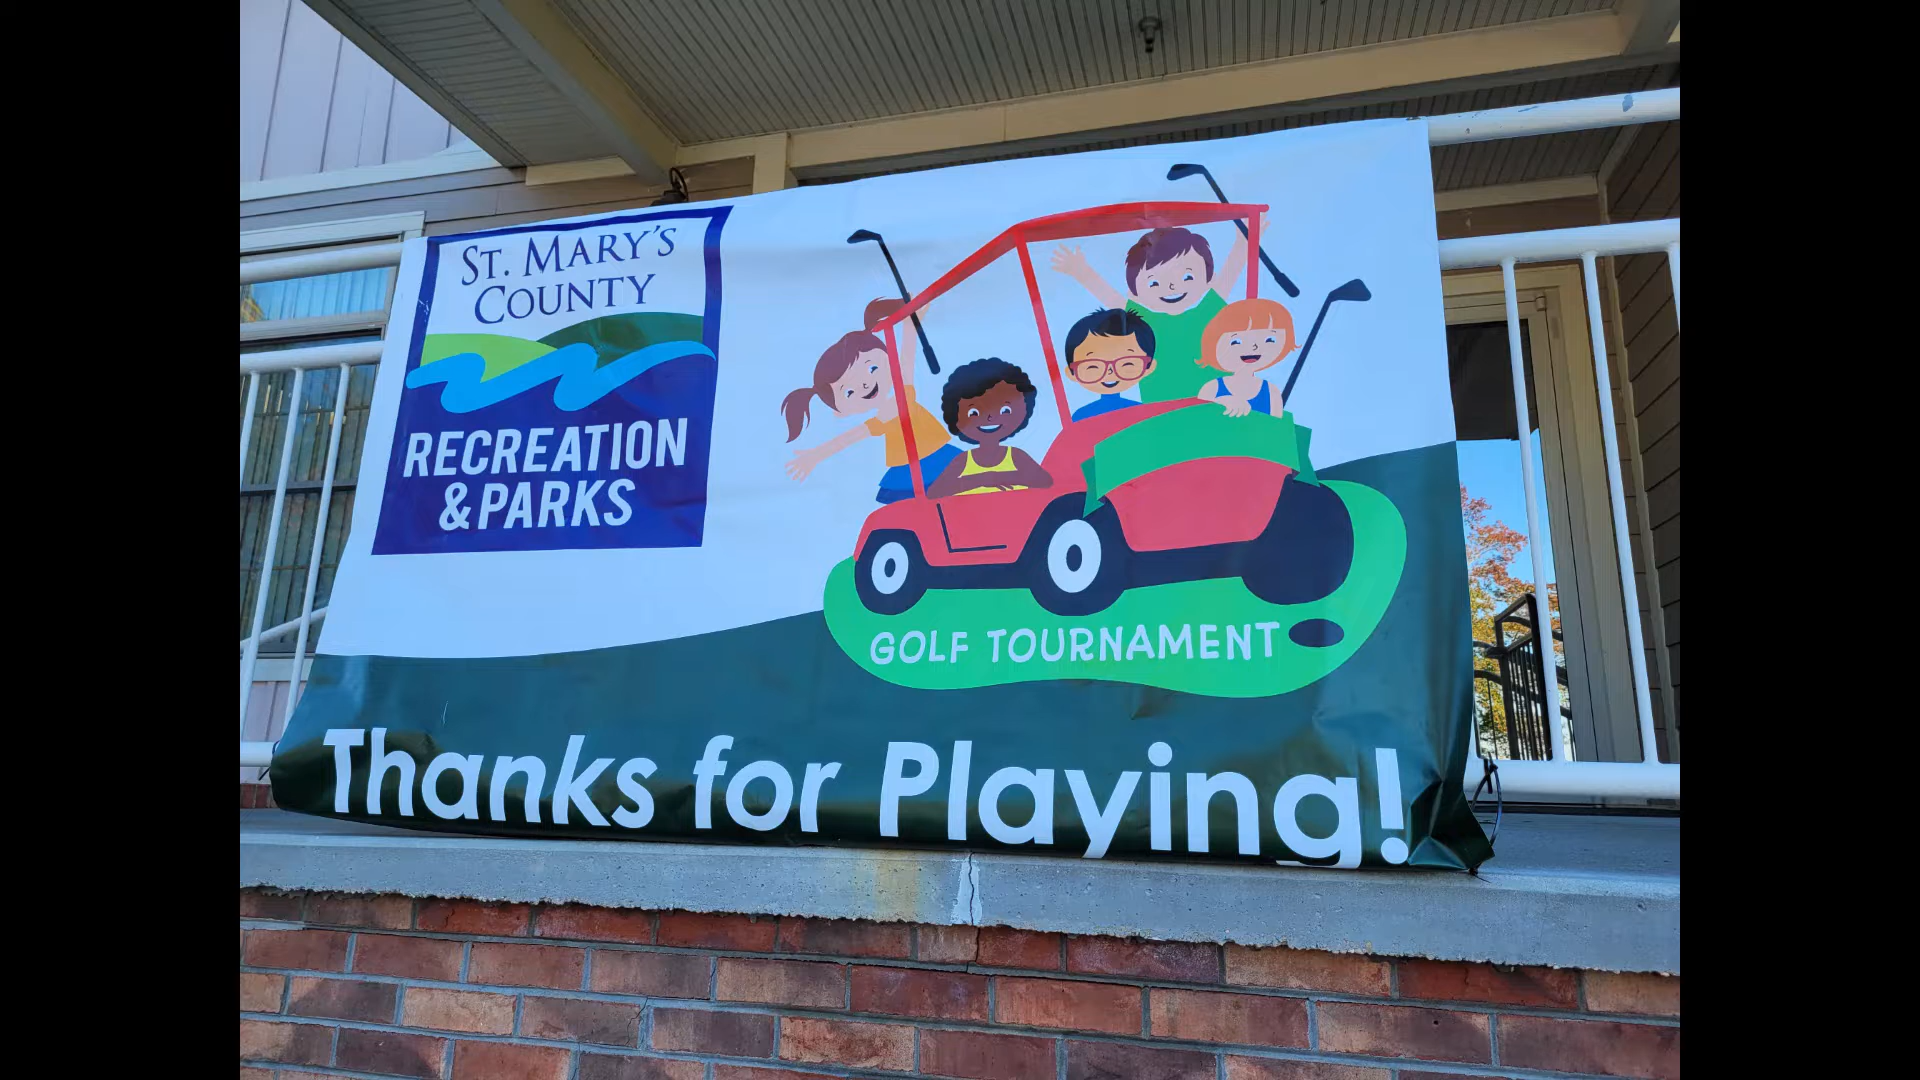 ST. MARY'S
COUNTY
RECREATION
& PARKS
GOLF TOURNAMENT
Thanks for Playing!